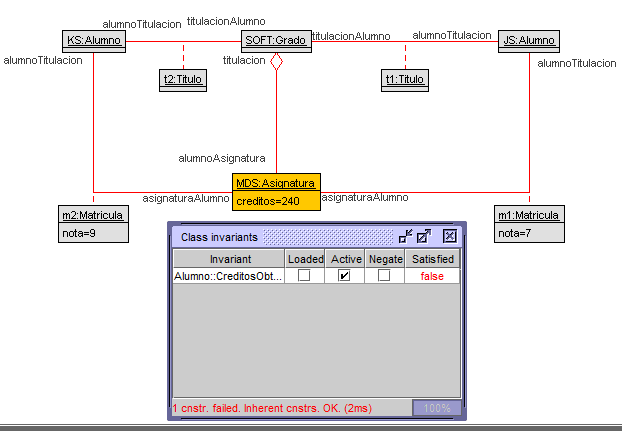 alumnoTitulacion titulacionAlumno
KS:Alumno
SOFT:Grado
titulacionAlumno alumnoTitulacion
JS:Alumno
alumnoTitulacion
titulacion
alumnoTitulacion
t2:Titulo
t1:Titulo
alumnoAsignatura
MDS:Asignatura
creditos=240
asignaturaAlumno
asignaturaAlumno
m2:Matricula
nota=9
m1:Matricula
nota=7
Class invariants
Invariant Loaded Active Negate Satisfied
Alumno::CreditosObt... false
1 cnstr. failed. Inherent cnstrs. OK. (2ms) 100%